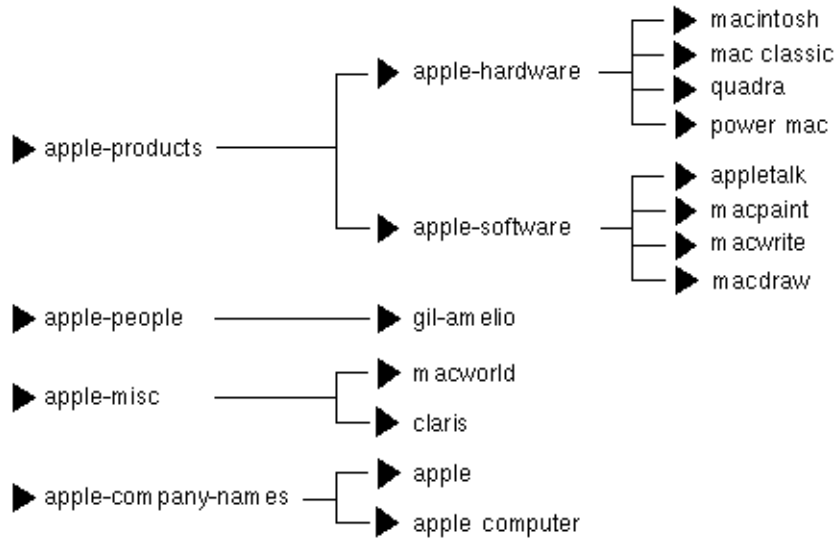 macintosh
mac classic
apple-hardware
quadra
power mac
apple-products
appletalk
macpaint
apple-software
macwrite
macdraw
apple-people
gil-amelio
macworld
apple-misc
claris
apple
apple-company-names
apple computer